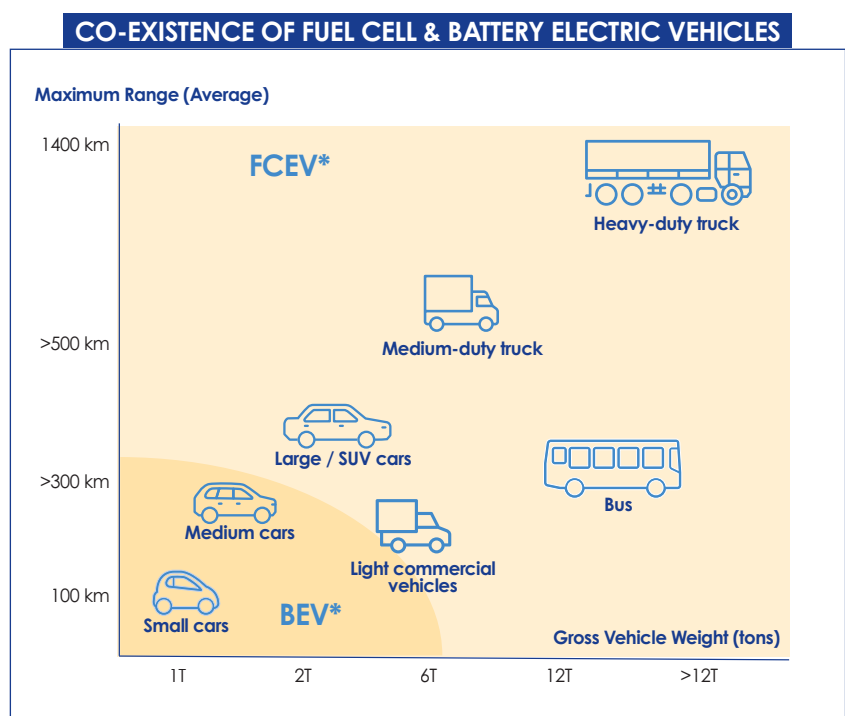 CO-EXISTENCE OF FUEL CELL & BATTERY ELECTRIC VEHICLES
Maximum Range (Average)
1400 km
FCEV*
Heavy-duty truck
>500 km
Medium-duty truck
Large / SUV cars
>300 km
Bus
Medium cars
Light commercial
vehicles
100 km
BEV*
Small cars
Gross Vehicle Weight (tons)
1T
2T
6T
12T
>12T